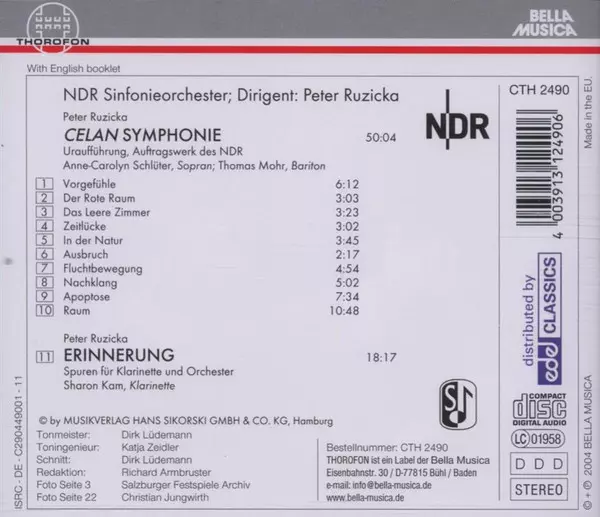 THOROFON
BELLA
MUSICA
With English booklet
NDR Sinfonieorchester; Dirigent: Peter Ruzicka
CTH 2490
Made in the EU.
Peter Ruzicka
CELAN SYMPHONIE 50:04
Uraufführung, Auftragswerk des NDR
Anne-Carolyn Schlüter, Sopran; Thomas Mohr, Bariton
NDR
1 Vorgefühle 6:12
2 Der Rote Raum 3:03
3 Das Leere Zimmer 3:23
4 Zeitlücke 3:02
5 In der Natur 3:45
6 Ausbruch 2:17
7 Fluchtbewegung 4:54
8 Nachklang 5:02
9 Apoptose 7:34
10 Raum 10:48
4 003913 124906
Peter Ruzicka
11 ERINNERUNG 18:17
Spuren für Klarinette und Orchester
Sharon Kam, Klarinette
distributed by
edel CLASSICS
© by MUSIKVERLAG HANS SIKORSKI GMBH & CO. KG, Hamburg
Tonmeister: Dirk Lüdemann
Toningenieur: Katja Zeidler
Schnitt: Dirk Lüdemann
Redaktion: Richard Armbruster
Foto Seite 3 Salzburger Festspiele Archiv
Foto Seite 22 Christian Jungwirth
Bestellnummer: CTH 2490
THOROFON ist ein Label der Bella Musica
Eisenbahnstr. 30 / D-77815 Bühl / Baden
e-mail: info@bella-musica.de
www.bella-musica.de
COMPACT
disc
DIGITAL AUDIO
LC 01958
D D D
STEREO
© + ℗ 2004 BELLA MUSICA
ISRC - DE - C290449001 - 11